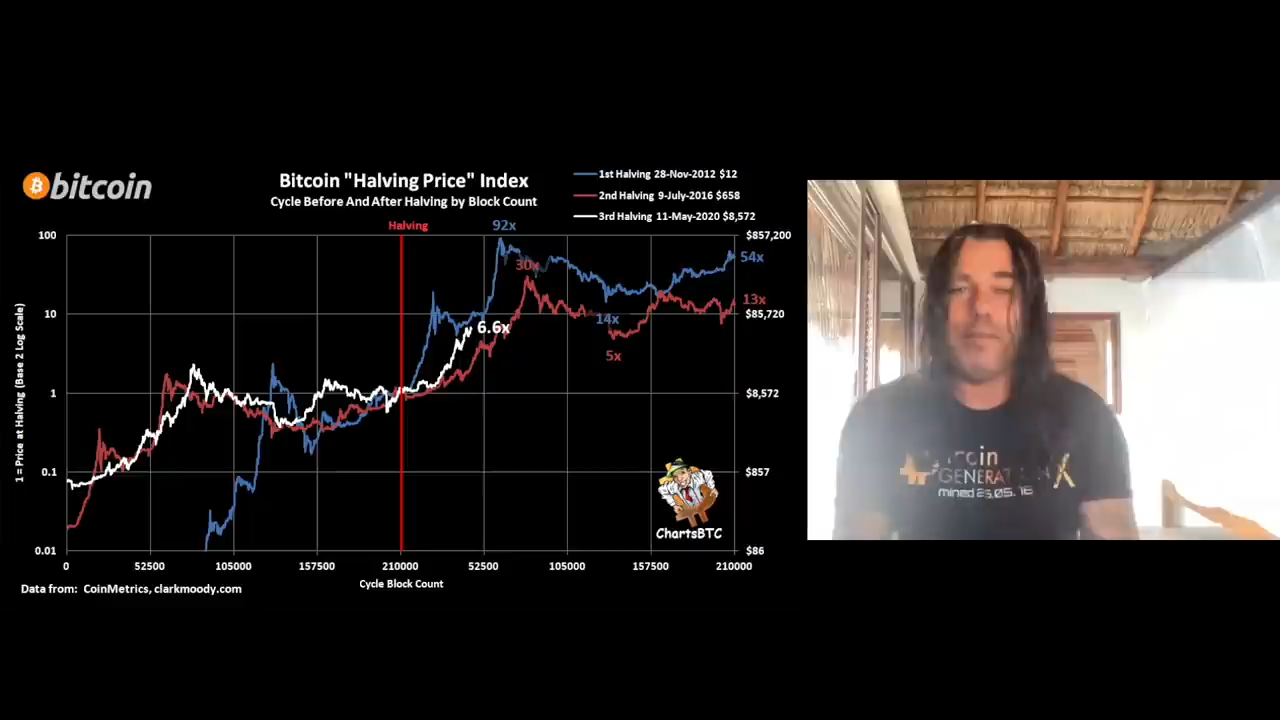 bitcoin
Bitcoin "Halving Price" Index
Cycle Before And After Halving by Block Count
1st Halving 28-Nov-2012 $12
2nd Halving 9-July-2016 $658
3rd Halving 11-May-2020 $8,572
Halving
92x
30x
6.6x
14x
5x
54x
13x
1 = Price at Halving (Base 2 Log Scale)
100
10
1
0.1
0.01
$857,200
$85,720
$8,572
$857
$86
0 52500 105000 157500 210000 52500 105000 157500 210000
Cycle Block Count
ChartsBTC
Data from: CoinMetrics, clarkmoody.com
GENERAT
X
mined